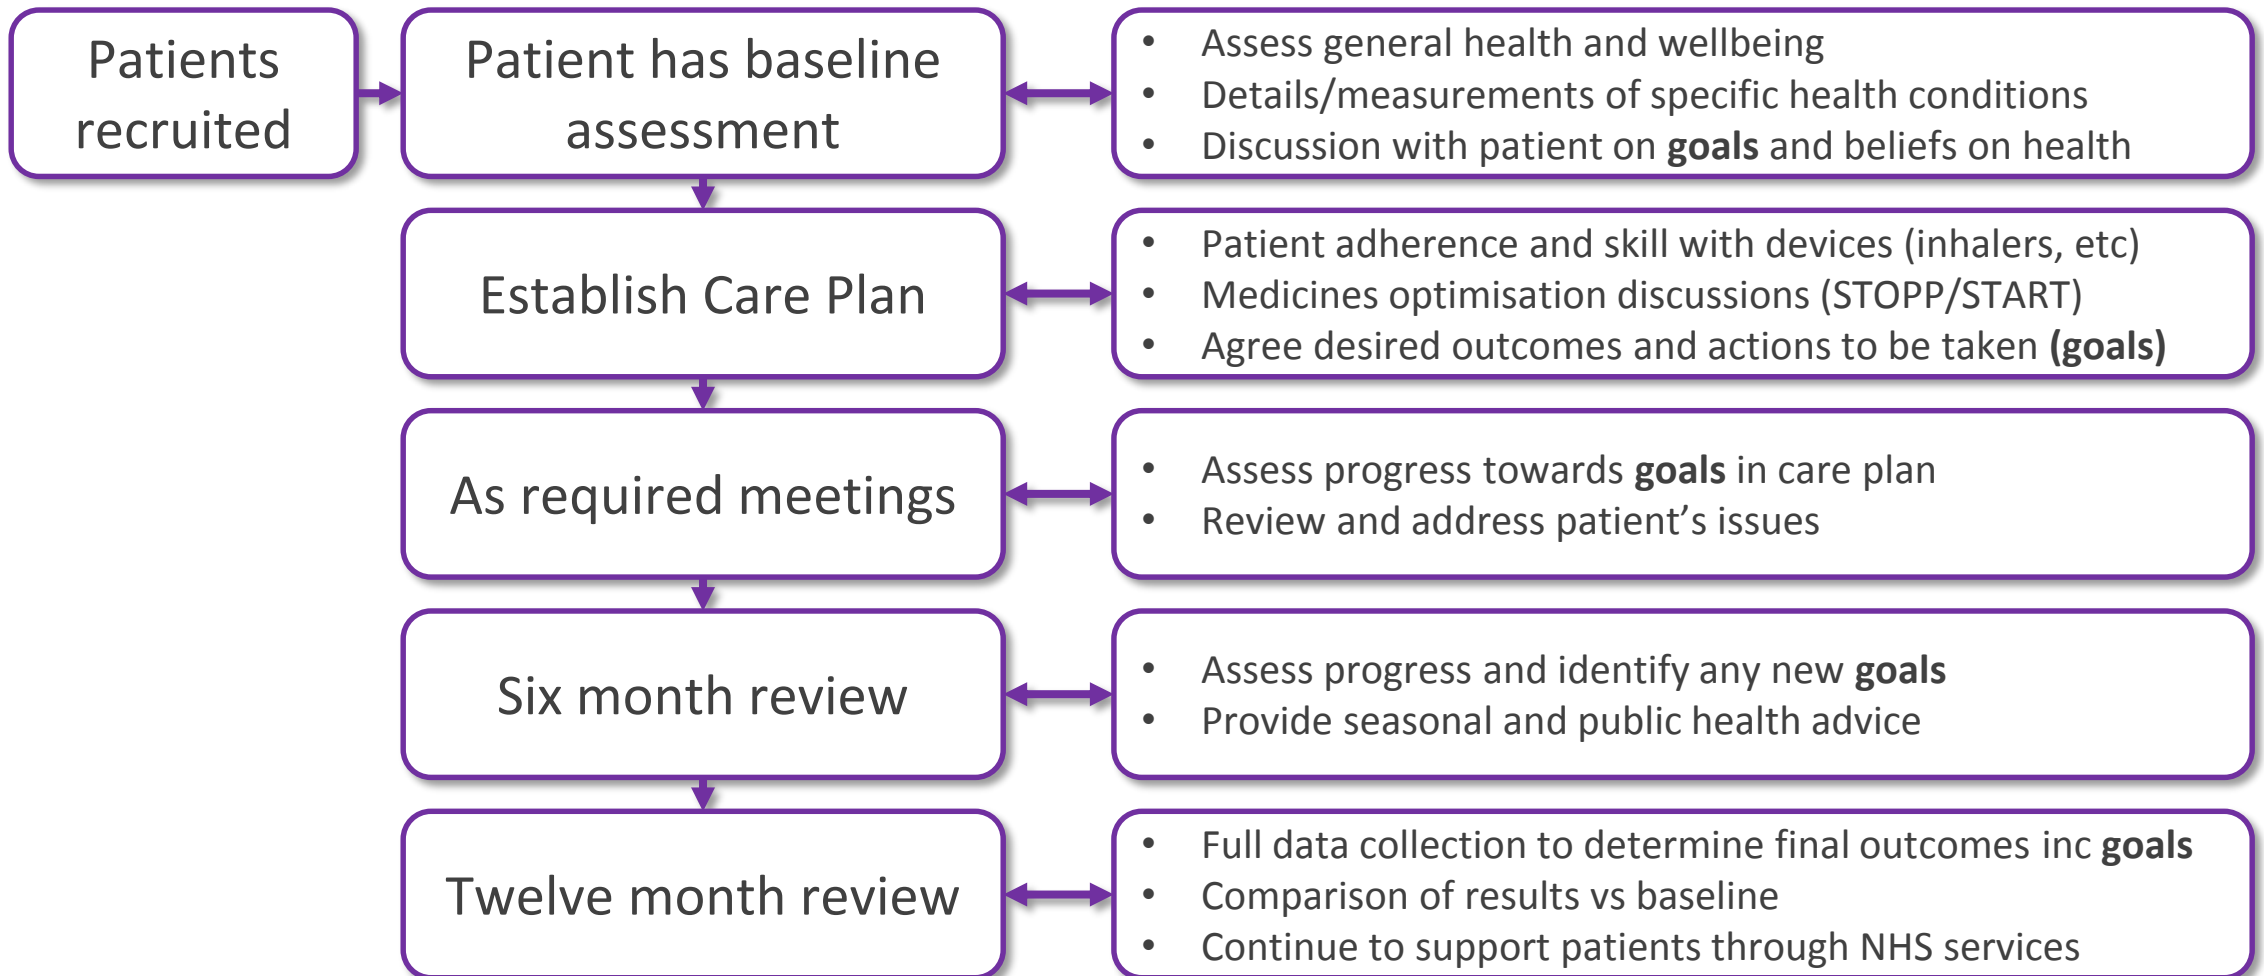 Patients
recruited
Patient has baseline
assessment
• Assess general health and wellbeing
• Details/measurements of specific health conditions
• Discussion with patient on goals and beliefs on health
Establish Care Plan
• Patient adherence and skill with devices (inhalers, etc)
• Medicines optimisation discussions (STOPP/START)
• Agree desired outcomes and actions to be taken (goals)
As required meetings
• Assess progress towards goals in care plan
• Review and address patient’s issues
Six month review
• Assess progress and identify any new goals
• Provide seasonal and public health advice
Twelve month review
• Full data collection to determine final outcomes inc goals
• Comparison of results vs baseline
• Continue to support patients through NHS services